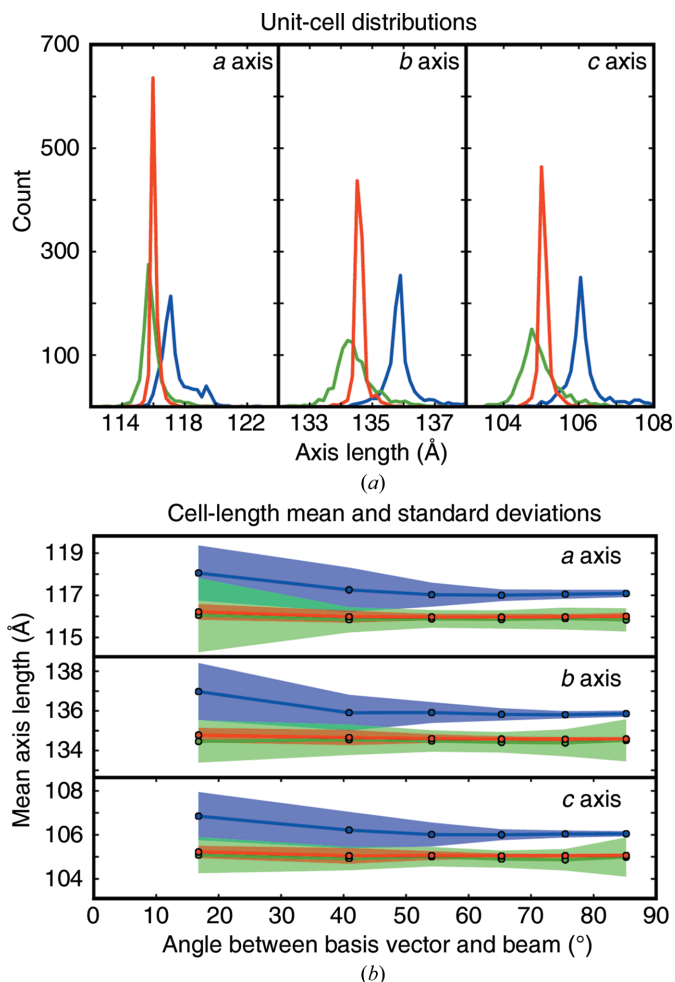 Unit-cell distributions
700
500
300
100
Count
a axis
b axis
c axis
114 118 122 133 135 137 104 106 108
Axis length (Å)
(a)
Cell-length mean and standard deviations
Mean axis length (Å)
119
117
115
a axis
138
136
134
b axis
108
106
104
c axis
0 10 20 30 40 50 60 70 80 90
Angle between basis vector and beam (°)
(b)